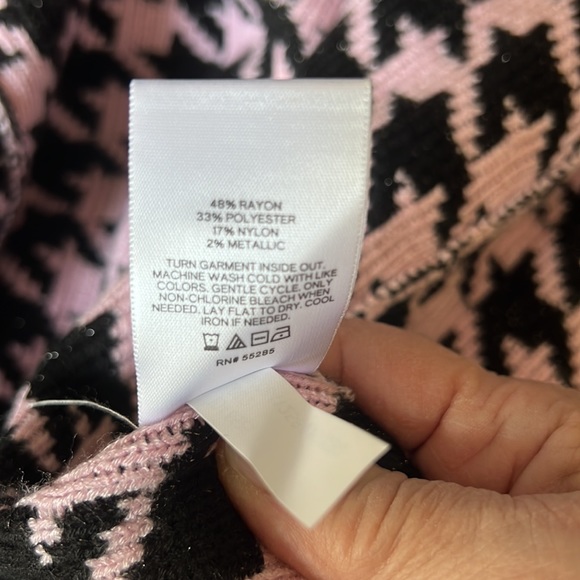 48% RAYON
33% POLYESTER
17% NYLON
2% METALLIC
TURN GARMENT INSIDE OUT.
MACHINE WASH COLD WITH LIKE
COLORS. GENTLE CYCLE. ONLY
NON-CHLORINE BLEACH WHEN
NEEDED. LAY FLAT TO DRY. COOL
IRON IF NEEDED.
RN# 55285